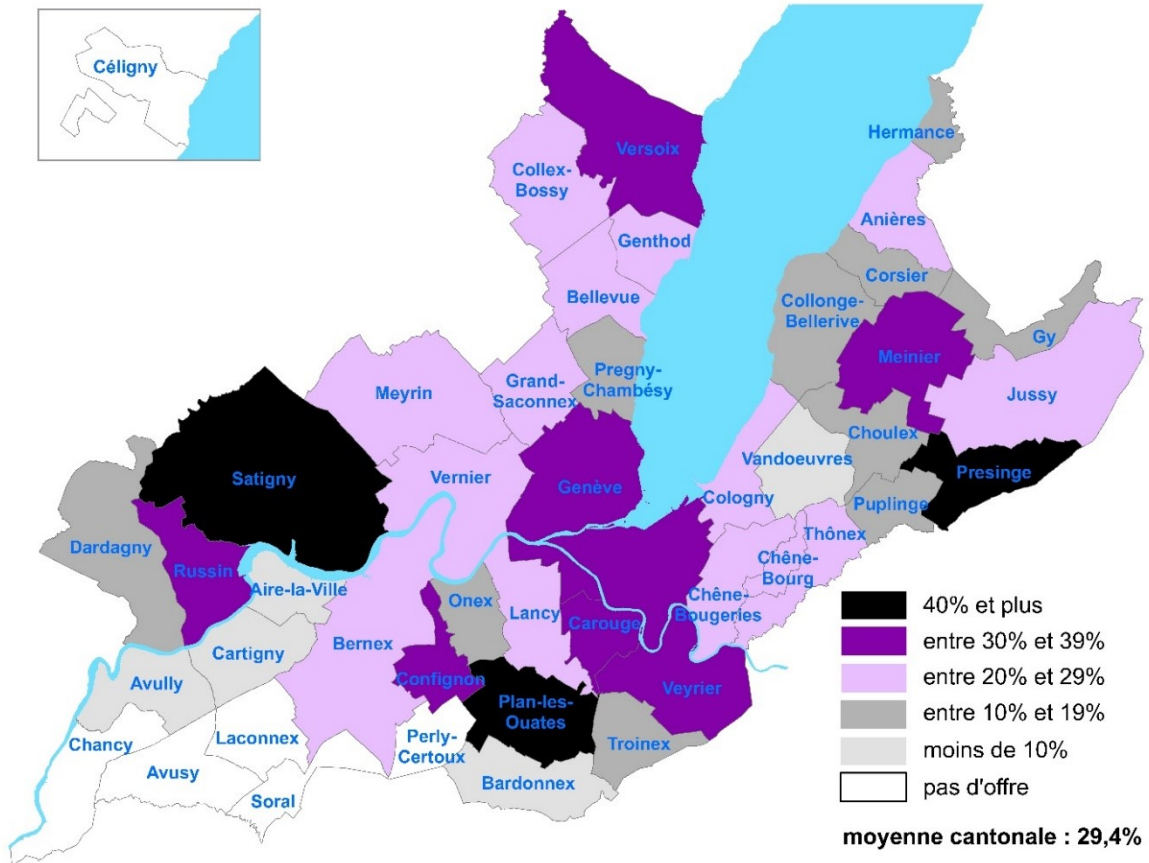 Céligny
Versoix
Hermance
Collex-
Bossy
Anières
Genthod
Corsier
Bellevue
Collonge-
Bellerive
Gy
Meinier
Pregny-
Chambésy
Grand-
Saconnex
Meyrin
Jussy
Choulex
Vandoeuvres
Presinge
Satigny
Vernier
Genève
Cologny
Puplinge
Thônex
Dardagny
Chêne-
Bourg
Russin
Aire-la-Ville
Onex
Lancy
Chêne-
Bougeries
Carouge
Bernex
Cartigny
Confignon
Veyrier
Avully
Plan-les-
Ouates
Chancy
Laconnex
Perly-
Certoux
Troinex
Avusy
Bardonnex
Soral
40% et plus
entre 30% et 39%
entre 20% et 29%
entre 10% et 19%
moins de 10%
pas d'offre
moyenne cantonale : 29,4%